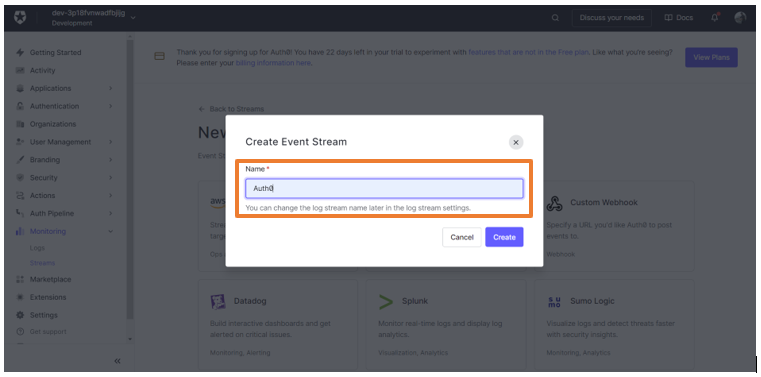 dev-3p18fvnwadfbjljg
Development
Discuss your needs
Docs
Getting Started
Activity
Applications
Authentication
Organizations
User Management
Branding
Security
Actions
Auth Pipeline
Monitoring
Logs
Streams
Marketplace
Extensions
Settings
Get support
Thank you for signing up for Auth0! You have 22 days left in your trial to experiment with features that are not in the Free plan. Like what you're seeing?
Please enter your billing information here.
View Plans
Back to Streams
New
Event St
Create Event Stream
Name *
Auth0
You can change the log stream name later in the log stream settings.
Cancel
Create
aws
Strea
targe
Custom Webhook
Specify a URL you'd like Auth0 to post
events to.
Webhook
Datadog
Build interactive dashboards and get
alerted on critical issues.
Monitoring, Alerting
Splunk
Monitor real-time logs and display log
analytics.
Visualization, Analytics
sumo
Sumo Logic
Visualize logs and detect threats faster
with security insights.
Monitoring, Analytics